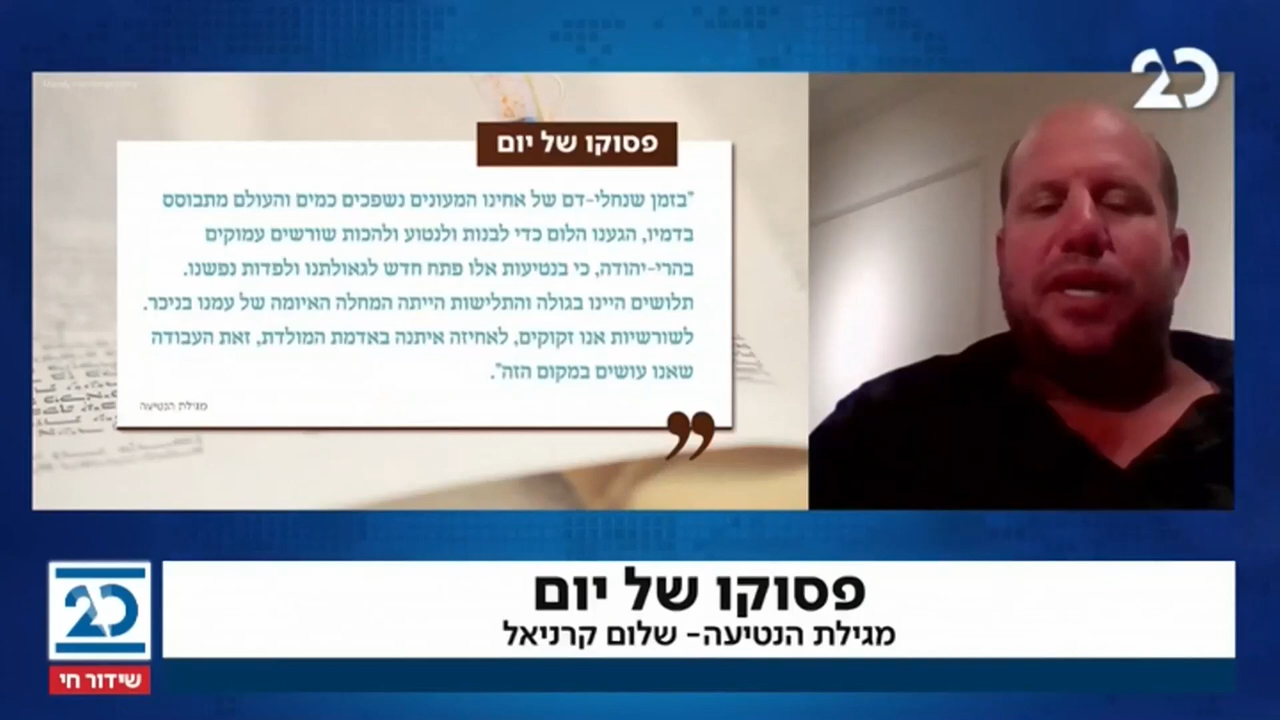 20
פסוקו של יום
"בזמן שנחלי-דם של אחינו המעונים נשפכים כמים והעולם מתבוסס
בדמיו, הגענו הלום כדי לבנות ולנטוע ולהכות שורשים עמוקים
בהרי-יהודה, כי בנטיעות אלו פתח חדש לגאולתנו ולפדות נפשנו.
תלושים היינו בגולה והתלישות הייתה המחלה האיומה של עמנו בניכר.
לשורשיות אנו זקוקים, לאחיזה איתנה באדמת המולדת, זאת העבודה
שאנו עושים במקום הזה".
מגילת הנטיעה
פסוקו של יום
מגילת הנטיעה- שלום קרניאל
20
שידור חי